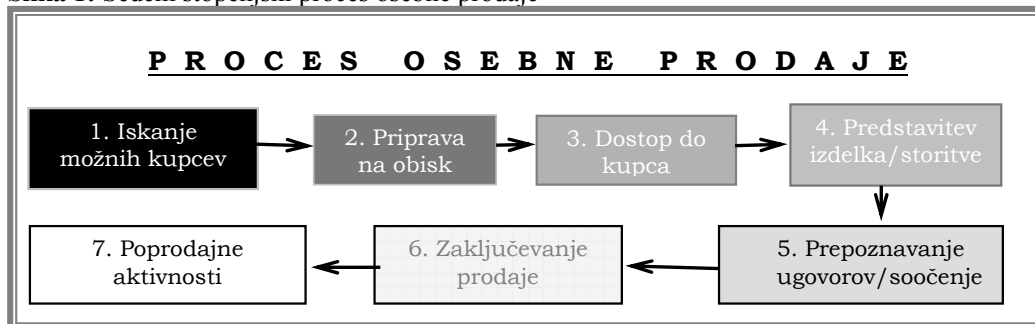 P R O C E S   O S E B N E   P R O D A J E
1. Iskanje
možnih kupcev
2. Priprava
na obisk
3. Dostop do
kupca
4. Predstavitev
izdelka/storitve
5. Prepoznavanje
ugovorov/soočenje
6. Zaključevanje
prodaje
7. Poprodajne
aktivnosti